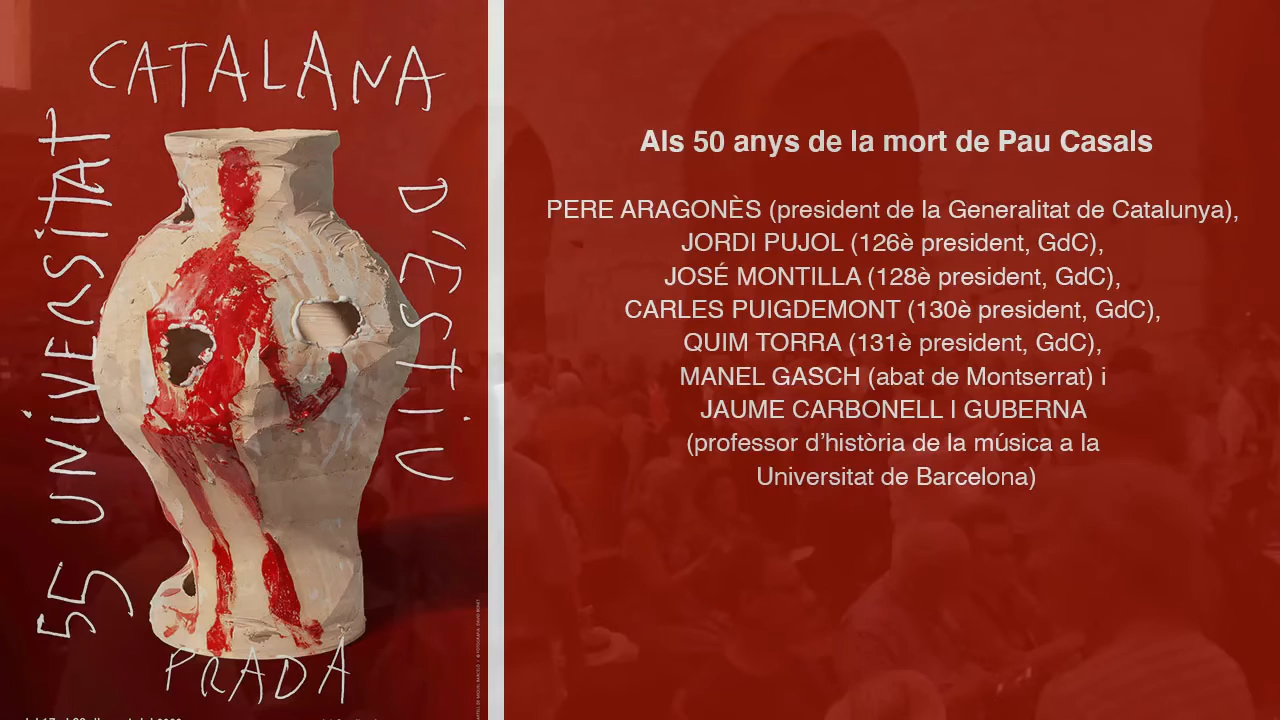 55 UNIVERSITAT
CATALANA
D'ESTIU
PRADA
Als 50 anys de la mort de Pau Casals
PERE ARAGONÈS (president de la Generalitat de Catalunya),
JORDI PUJOL (126è president, GdC),
JOSÉ MONTILLA (128è president, GdC),
CARLES PUIGDEMONT (130è president, GdC),
QUIM TORRA (131è president, GdC),
MANEL GASCH (abat de Montserrat) i
JAUME CARBONELL I GUBERNA
(professor d’història de la música a la
Universitat de Barcelona)